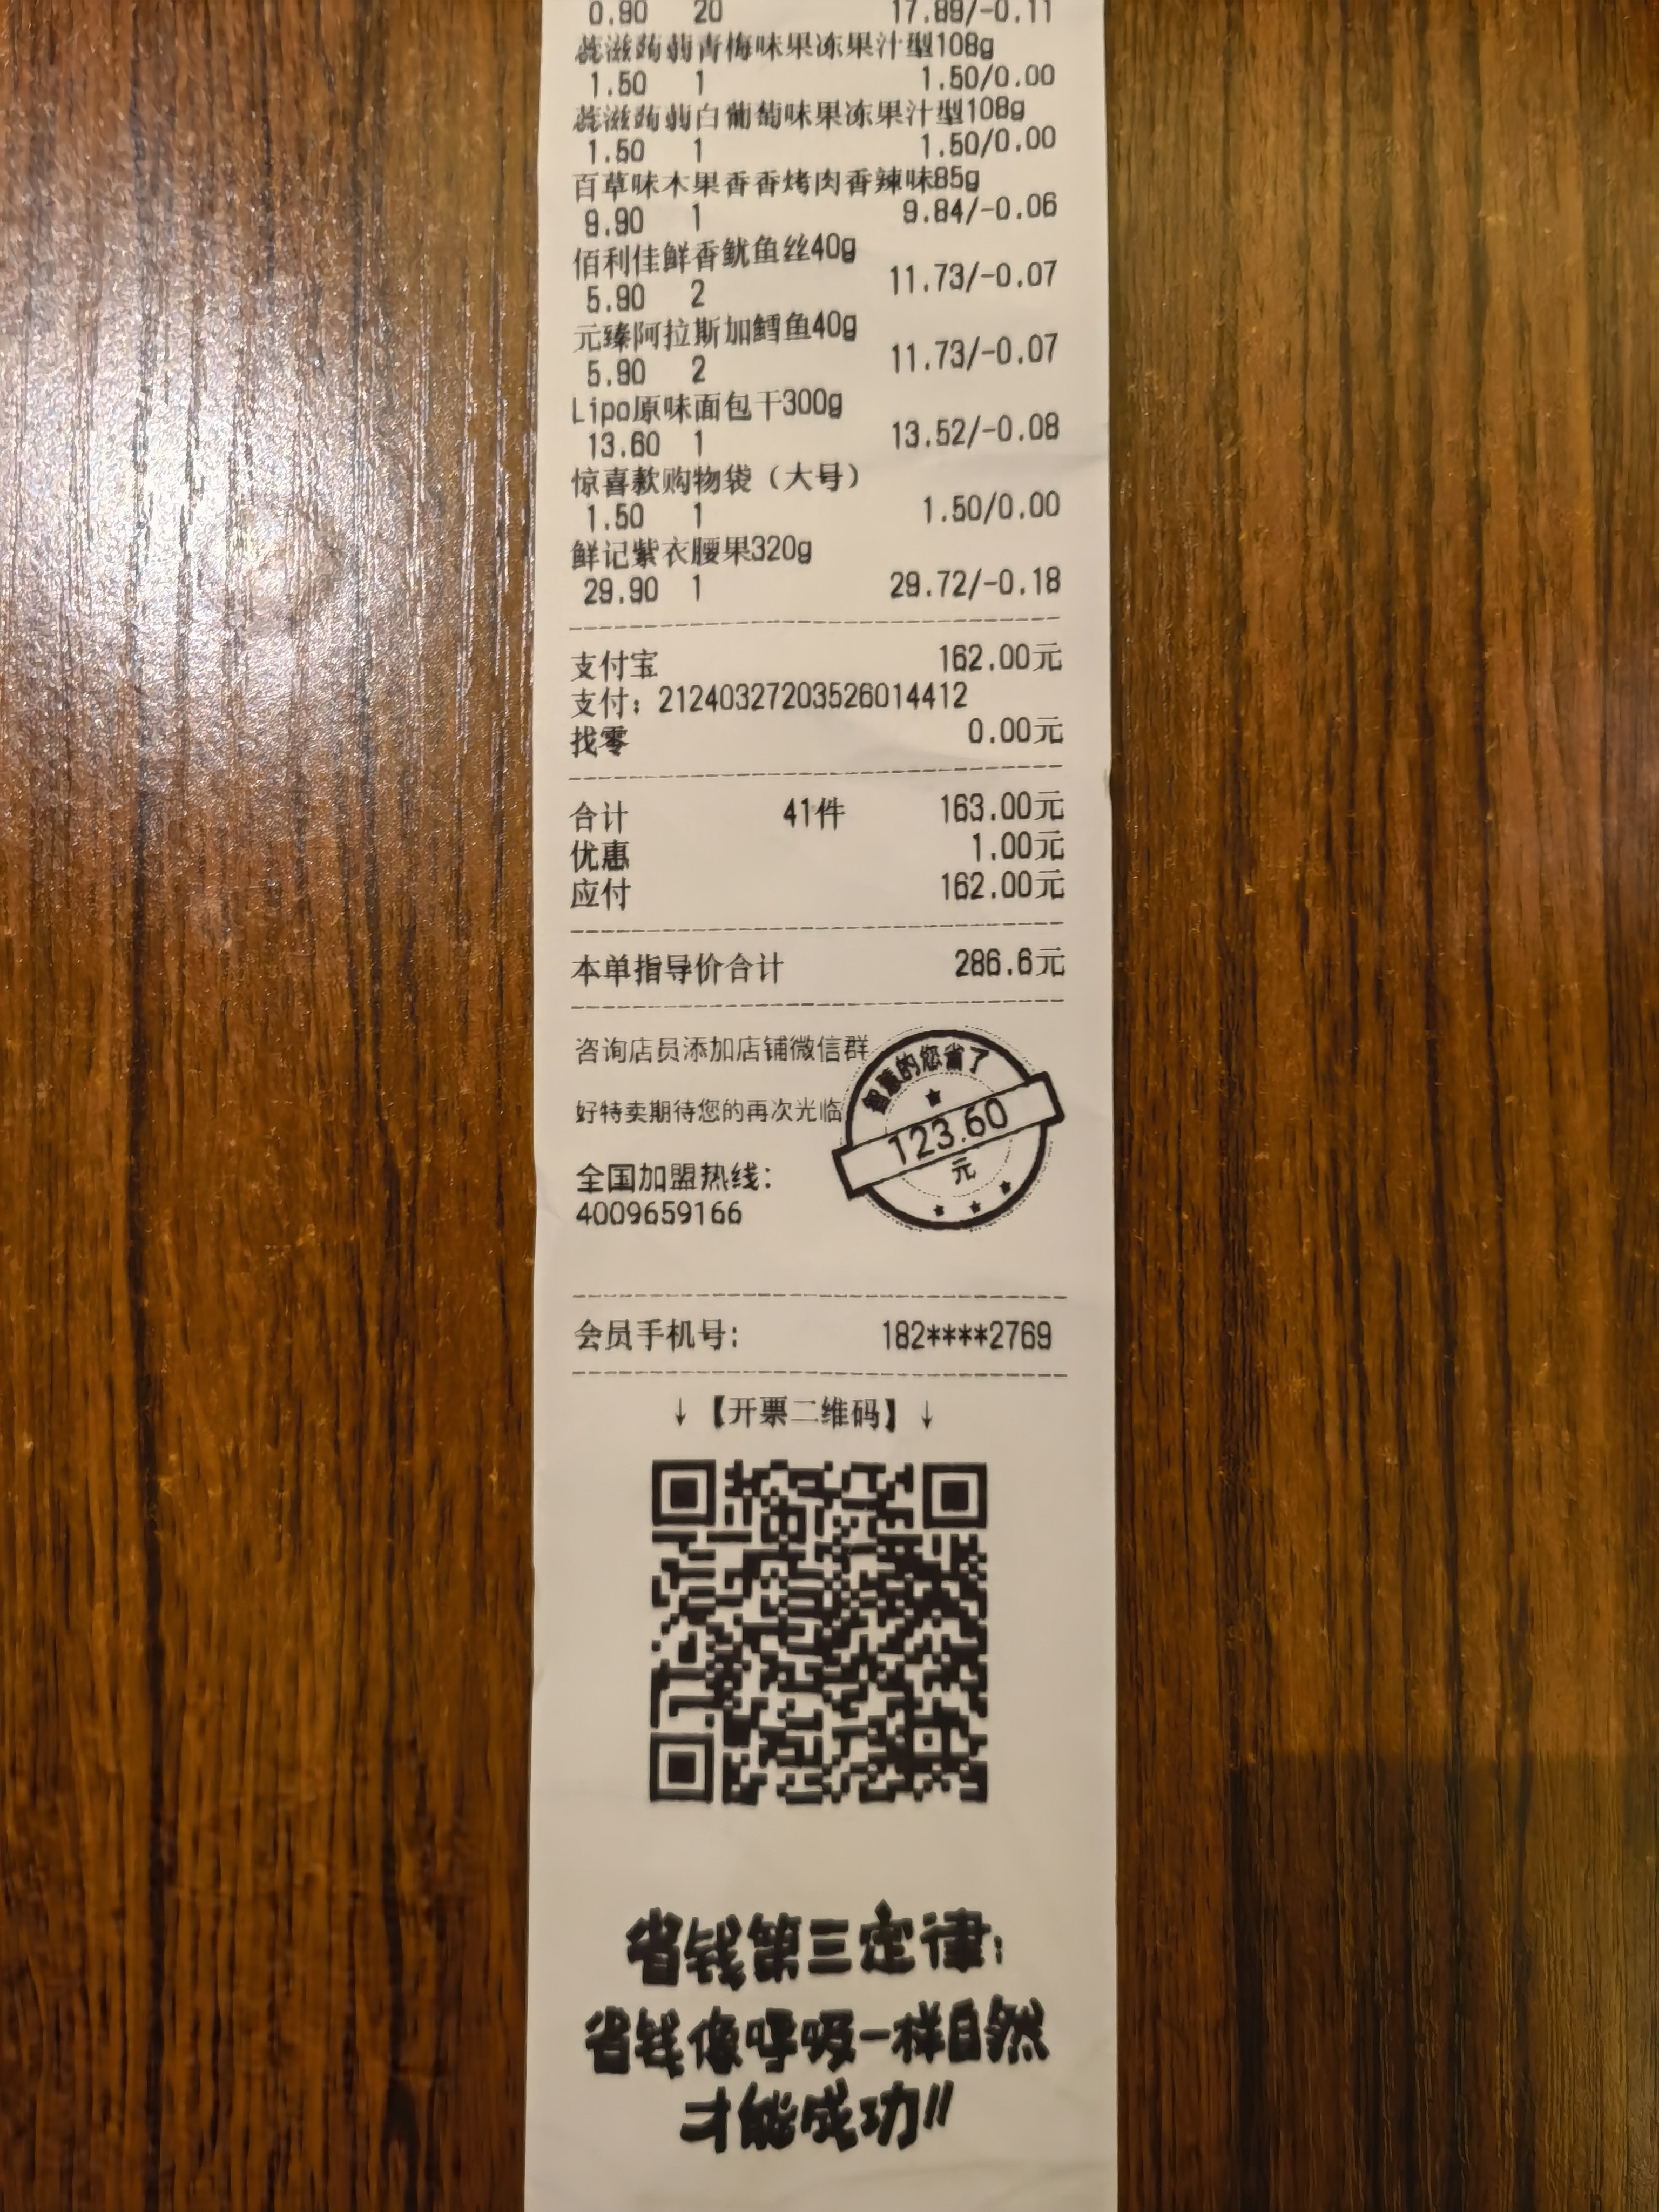 0.90 20 17.89/-0.11
蒟滋蒟蒻青梅味果冻果汁型108g
1.50 1 1.50/0.00
蒟滋蒟蒻白葡萄味果冻果汁型108g
1.50 1 1.50/0.00
百草味木果香香烤肉香辣味85g
9.90 1 9.84/-0.06
佰利佳鲜香鱿鱼丝40g
5.90 2 11.73/-0.07
元臻阿拉斯加鳕鱼40g
5.90 2 11.73/-0.07
Lipo原味面包干300g
13.60 1 13.52/-0.08
惊喜款购物袋（大号）
1.50 1 1.50/0.00
鲜记紫衣腰果320g
29.90 1 29.72/-0.18
支付宝 162.00元
支付：21240327203526014412
找零 0.00元
合计 41件 163.00元
优惠 1.00元
应付 162.00元
本单指导价合计 286.6元
咨询店员添加店铺微信群
好特卖期待您的再次光临
智慧的您省了
123.60
元
全国加盟热线：
4009659166
会员手机号： 182****2769
↓【开票二维码】↓
省钱第三定律：
省钱像呼吸一样自然
才能成功!!